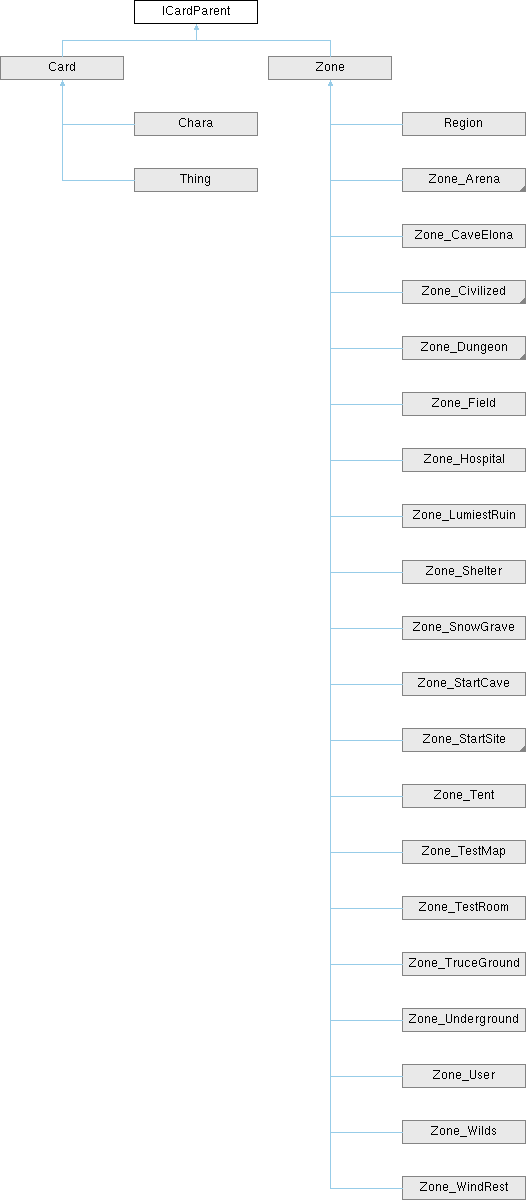 ICardParent
Card
Zone
Chara
Region
Thing
Zone_Arena
Zone_CaveElona
Zone_Civilized
Zone_Dungeon
Zone_Field
Zone_Hospital
Zone_LumiestRuin
Zone_Shelter
Zone_SnowGrave
Zone_StartCave
Zone_StartSite
Zone_Tent
Zone_TestMap
Zone_TestRoom
Zone_TruceGround
Zone_Underground
Zone_User
Zone_Wilds
Zone_WindRest